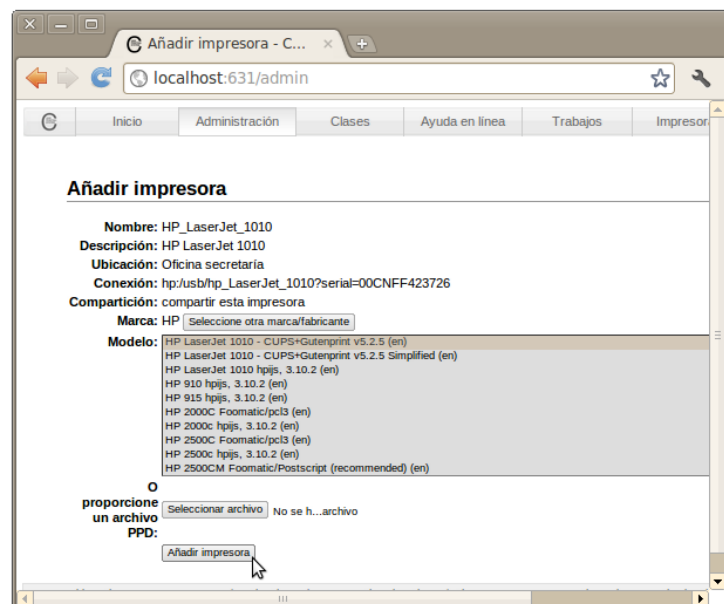 Añadir impresora - C...
localhost:631/admin
Inicio Administración Clases Ayuda en línea Trabajos Impresor
Añadir impresora
Nombre: HP_LaserJet_1010
Descripción: HP LaserJet 1010
Ubicación: Oficina secretaría
Conexión: hp:/usb/hp_LaserJet_1010?serial=00CNFF423726
Compartición: compartir esta impresora
Marca: HP Seleccione otra marca/fabricante
Modelo: HP LaserJet 1010 - CUPS+Gutenprint v5.2.5 (en)
HP LaserJet 1010 - CUPS+Gutenprint v5.2.5 Simplified (en)
HP LaserJet 1010 hpijs, 3.10.2 (en)
HP 910 hpijs, 3.10.2 (en)
HP 915 hpijs, 3.10.2 (en)
HP 2000C Foomatic/pcl3 (en)
HP 2000c hpijs, 3.10.2 (en)
HP 2500C Foomatic/pcl3 (en)
HP 2500c hpijs, 3.10.2 (en)
HP 2500CM Foomatic/Postscript (recommended) (en)
O
proporcione
un archivo
PPD:
Seleccionar archivo No se h...archivo
Añadir impresora